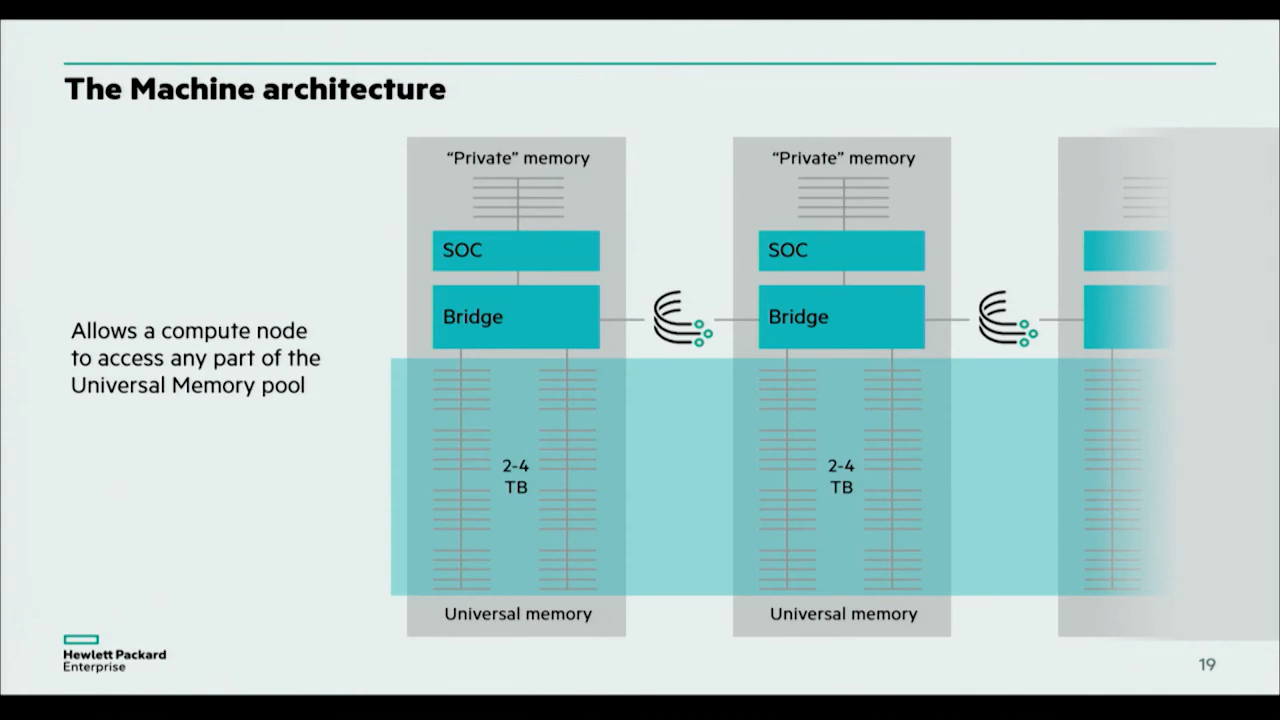 The Machine architecture
Allows a compute node
to access any part of the
Universal Memory pool
“Private” memory
SOC
Bridge
2-4
TB
Universal memory
“Private” memory
SOC
Bridge
2-4
TB
Universal memory
Hewlett Packard
Enterprise
19